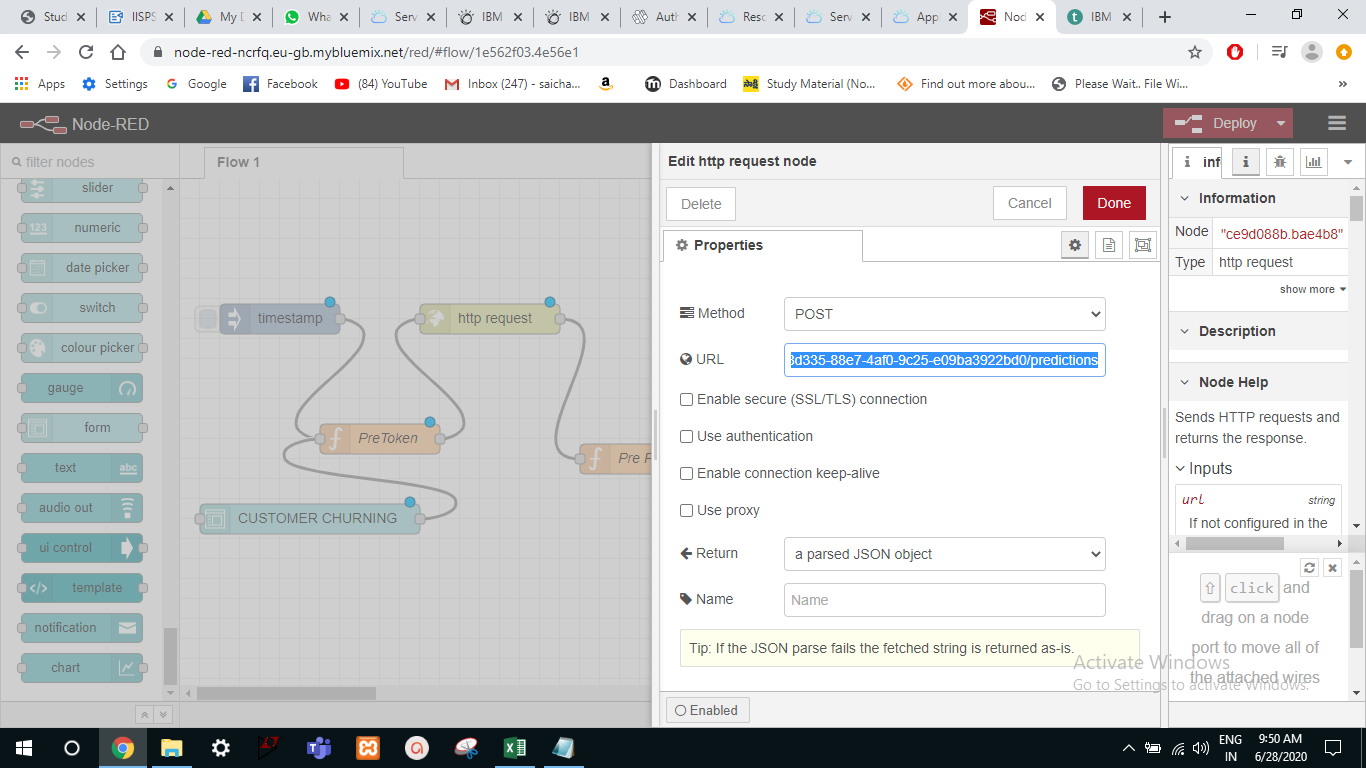 Stud
IISPS
My D
Wha
Serv
IBM
IBM
Auth
Reso
Serv
Appl
Nod
IBM
node-red-ncrfq.eu-gb.mybluemix.net/red/#flow/1e562f03.4e56e1
Apps
Settings
Google
Facebook
(84) YouTube
Inbox (247) - saicha...
Dashboard
Study Material (No...
Find out more abou...
Please Wait.. File Wi...
Node-RED
Deploy
filter nodes
slider
numeric
date picker
switch
colour picker
gauge
form
text
abc
audio out
ui control
template
notification
chart
Flow 1
timestamp
http request
PreToken
Pre P
CUSTOMER CHURNING
Edit http request node
Delete
Cancel
Done
Properties
Method
POST
URL
3d335-88e7-4af0-9c25-e09ba3922bd0/predictions
Enable secure (SSL/TLS) connection
Use authentication
Enable connection keep-alive
Use proxy
Return
a parsed JSON object
Name
Name
Tip: If the JSON parse fails the fetched string is returned as-is.
Enabled
inf
Information
Node
"ce9d088b.bae4b8"
Type
http request
show more
Description
Node Help
Sends HTTP requests and
returns the response.
Inputs
url
string
If not configured in the
click and
drag on a node
port to move all of
the attached wires
Activate Windows
Go to Settings to activate Windows.
ENG
IN
9:50 AM
6/28/2020